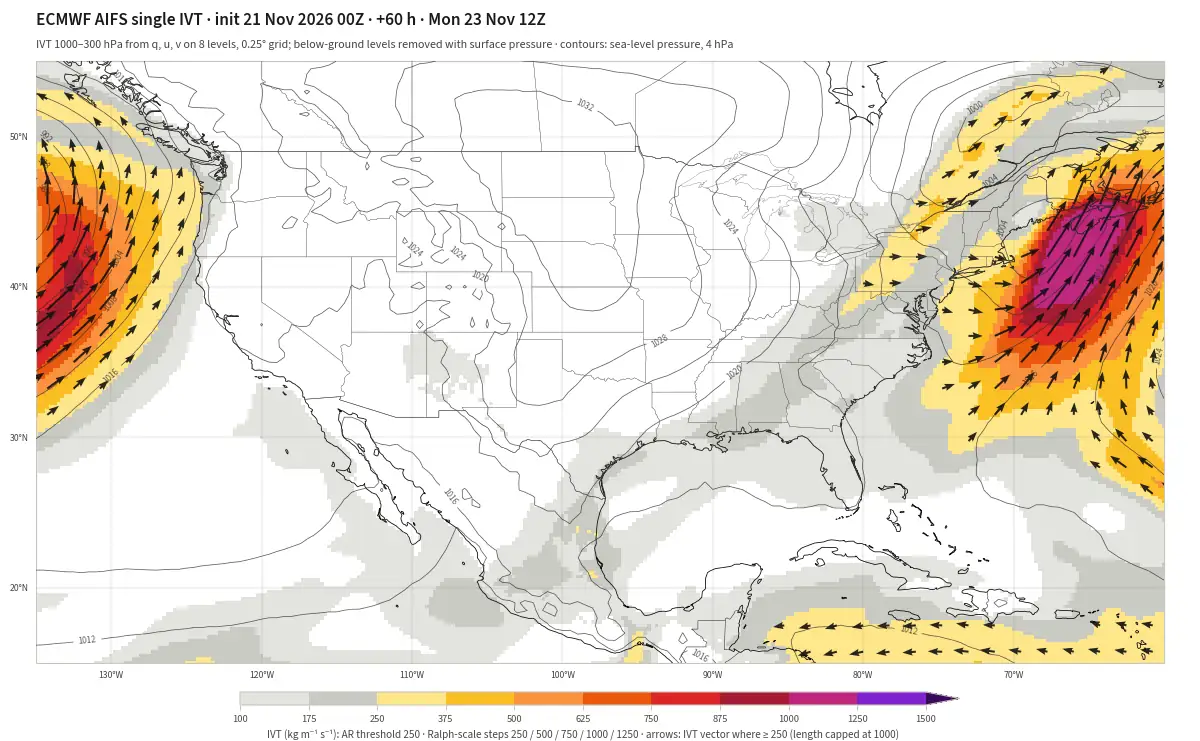 ECMWF AIFS single IVT · init 21 Nov 2026 00Z · +60 h · Mon 23 Nov 12Z
IVT 1000–300 hPa from q, u, v on 8 levels, 0.25° grid; below-ground levels removed with surface pressure · contours: sea-level pressure, 4 hPa
1032
1000
50°N
992
1008
1004
1004
1024
1004
1024
1024
1020
40°N
1028
1016
1020
30°N
1016
20°N
1012
1012
1016
130°W 120°W 110°W 100°W 90°W 80°W 70°W
100 175 250 375 500 625 750 875 1000 1250 1500
IVT (kg m⁻¹ s⁻¹): AR threshold 250 · Ralph-scale steps 250 / 500 / 750 / 1000 / 1250 · arrows: IVT vector where ≥ 250 (length capped at 1000)